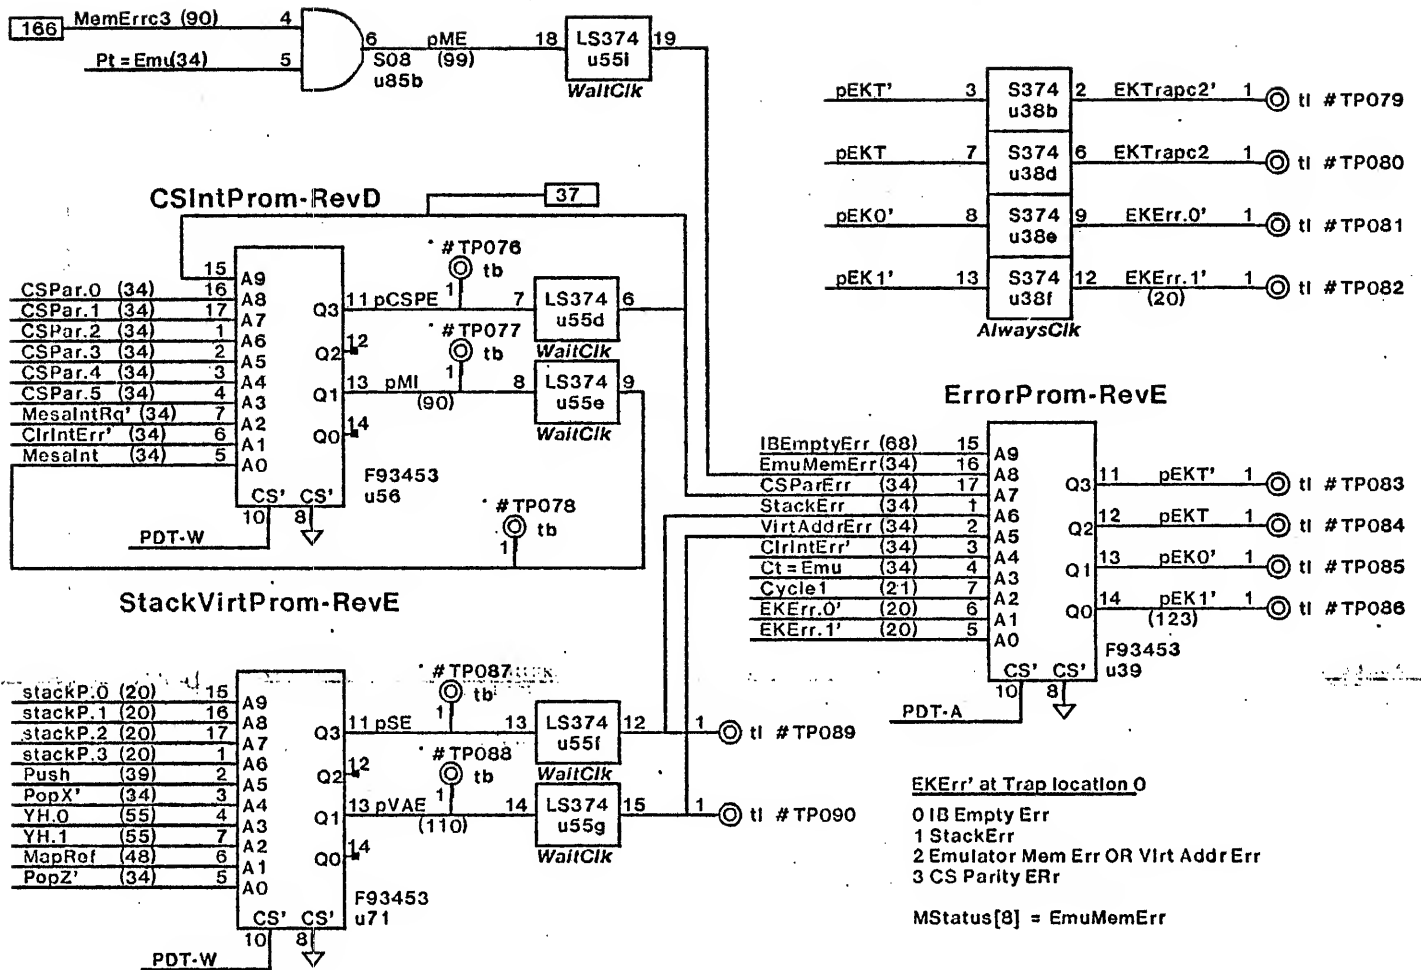 166 MemErrc3 (90) 4
Pt = Emu(34) 5
6 pME (99)
S08
u85b
18 LS374 19
u55i
WaitClk
pEKT' 3 S374 2 EKTrapc2' 1 tl #TP079
u38b
pEKT 7 S374 6 EKTrapc2 1 tl #TP080
u38d
pEK0' 8 S374 9 EKErr.0' 1 tl #TP081
u38e
pEK1' 13 S374 12 EKErr.1' 1 tl #TP082
u38f (20)
AlwaysClk
CSIntProm-RevD
37
15 A9
CSPar.0 (34) 16 A8
CSPar.1 (34) 17 A7
CSPar.2 (34) 1 A6
CSPar.3 (34) 2 A5
CSPar.4 (34) 3 A4
CSPar.5 (34) 4 A3
MesaIntRq' (34) 7 A2
ClrIntErr' (34) 6 A1
MesaInt (34) 5 A0
Q3 11 pCSPE
#TP076
tb
1
7 LS374 6
u55d
WaitClk
Q2 12
#TP077
tb
1
Q1 13 pMI (90)
8 LS374 9
u55e
WaitClk
Q0 14
F93453
u56
CS' CS'
10 8
PDT-W
#TP078
tb
1
ErrorProm-RevE
IBEmptyErr (68) 15 A9
EmuMemErr (34) 16 A8
CSParErr (34) 17 A7
StackErr (34) 1 A6
VirtAddrErr (34) 2 A5
ClrIntErr' (34) 3 A4
Ct = Emu (34) 4 A3
Cycle1 (21) 7 A2
EKErr.0' (20) 6 A1
EKErr.1' (20) 5 A0
Q3 11 pEKT' 1 tl #TP083
Q2 12 pEKT 1 tl #TP084
Q1 13 pEK0' 1 tl #TP085
Q0 14 pEK1' 1 tl #TP086
(123)
F93453
u39
CS' CS'
10 8
PDT-A
StackVirtProm-RevE
stackP.0 (20) 15 A9
stackP.1 (20) 16 A8
stackP.2 (20) 17 A7
stackP.3 (20) 1 A6
Push (39) 2 A5
PopX' (34) 3 A4
YH.0 (55) 4 A3
YH.1 (55) 7 A2
MapRef (48) 6 A1
PopZ' (34) 5 A0
#TP087
tb
1
Q3 11 pSE 13 LS374 12 1 tl #TP089
u55f
WaitClk
Q2 12
#TP088
tb
1
Q1 13 pVAE 14 LS374 15 1 tl #TP090
(110) u55g
WaitClk
Q0 14
F93453
u71
CS' CS'
10 8
PDT-W
EKErr' at Trap location 0
0 IB Empty Err
1 StackErr
2 Emulator Mem Err OR Virt Addr Err
3 CS Parity ERr
MStatus[8] = EmuMemErr